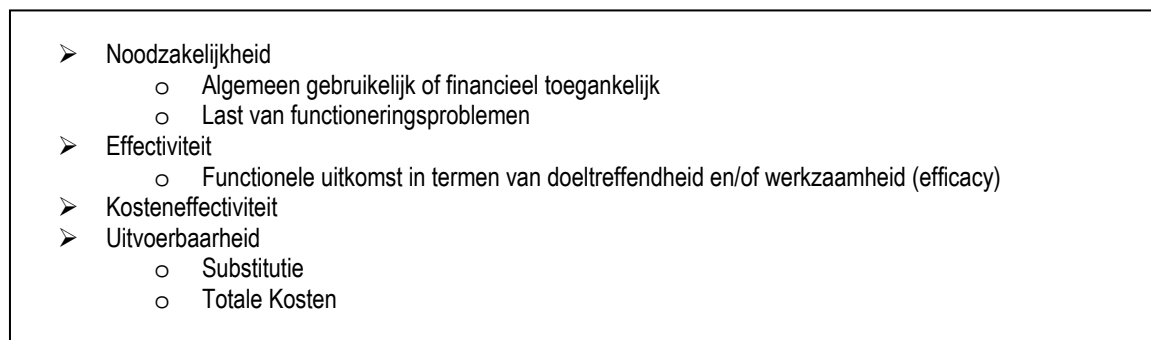 ➢ Noodzakelijkheid
o Algemeen gebruikelijk of financieel toegankelijk
o Last van functioneringsproblemen
➢ Effectiviteit
o Functionele uitkomst in termen van doeltreffendheid en/of werkzaamheid (efficacy)
➢ Kosteneffectiviteit
➢ Uitvoerbaarheid
o Substitutie
o Totale Kosten